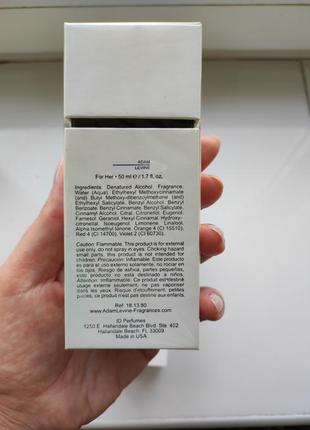 ADAM
LEVINE
For Her • 50 ml ℮/ 1.7 fl.oz.
Ingredients: Denatured Alcohol, Fragrance,
Water (Aqua), Ethylhexyl Methoxycinnamate
(and) Butyl Methoxy-dibenzoylmethane (and)
Ethylhexyl Salicylate, Benzyl Alcohol, Benzyl
Benzoate, Benzyl Cinnamate, Benzyl Salicylate,
Cinnamyl Alcohol, Citral, Citronellol, Eugenol,
Farnesol, Geraniol, Hexyl Cinnamal, Hydroxy-
citronellal, Isoeugenol, Limonene, Linalool,
Alpha Isomethyl Ionone, Orange 4 (CI 15510),
Red 4 (CI 14700), Violet 2 (CI 60730).
Caution: Flammable. This product is for external
use only, do not spray in eyes. Choking hazard
small parts, this product is not intended for
children. Précaution: Inflamable. Este producto
es para el uso externo solamente, no rociar en los
ojos. Riesgo de asfixia, partes pequeñas,
este producto no esta destinado a niños.
Attention: Inflammable. Ce produit est destiné
usage externe seulement, ne pas vaporiser dans
les yeux. Risque d'étouffement, petites
pièces, ce produit n'est pas destiné aux enfants.
Ref 18.13.80
www.AdamLevine-Fragrances.com
ID Perfumes
1250 E. Hallandale Beach Blvd. Ste. 402
Hallandale Beach, FL 33009
Made in USA